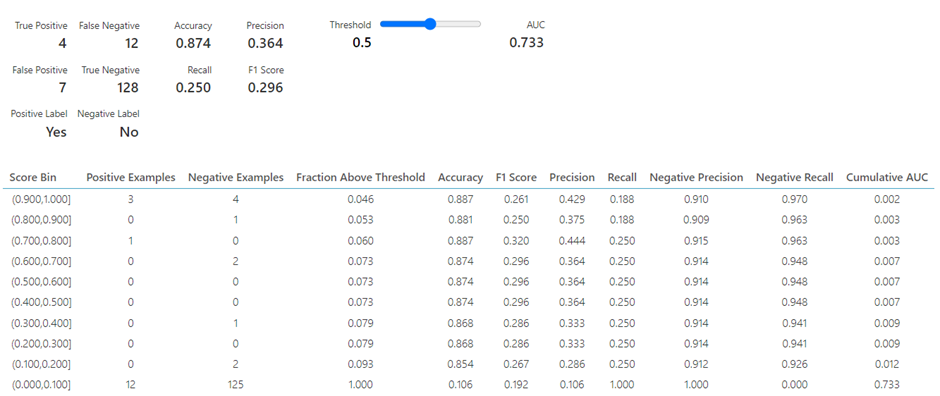 True Positive False Negative Accuracy Precision Threshold AUC
4 12 0.874 0.364 0.5 0.733
False Positive True Negative Recall F1 Score
7 128 0.250 0.296
Positive Label Negative Label
Yes No
Score Bin Positive Examples Negative Examples Fraction Above Threshold Accuracy F1 Score Precision Recall Negative Precision Negative Recall Cumulative AUC
(0.900,1.000] 3 4 0.046 0.887 0.261 0.429 0.188 0.910 0.970 0.002
(0.800,0.900] 0 1 0.053 0.881 0.250 0.375 0.188 0.909 0.963 0.003
(0.700,0.800] 1 0 0.060 0.887 0.320 0.444 0.250 0.915 0.963 0.003
(0.600,0.700] 0 2 0.073 0.874 0.296 0.364 0.250 0.914 0.948 0.007
(0.500,0.600] 0 0 0.073 0.874 0.296 0.364 0.250 0.914 0.948 0.007
(0.400,0.500] 0 0 0.073 0.874 0.296 0.364 0.250 0.914 0.948 0.007
(0.300,0.400] 0 1 0.079 0.868 0.286 0.333 0.250 0.914 0.941 0.009
(0.200,0.300] 0 0 0.079 0.868 0.286 0.333 0.250 0.914 0.941 0.009
(0.100,0.200] 0 2 0.093 0.854 0.267 0.286 0.250 0.912 0.926 0.012
(0.000,0.100] 12 125 1.000 0.106 0.192 0.106 1.000 1.000 0.000 0.733